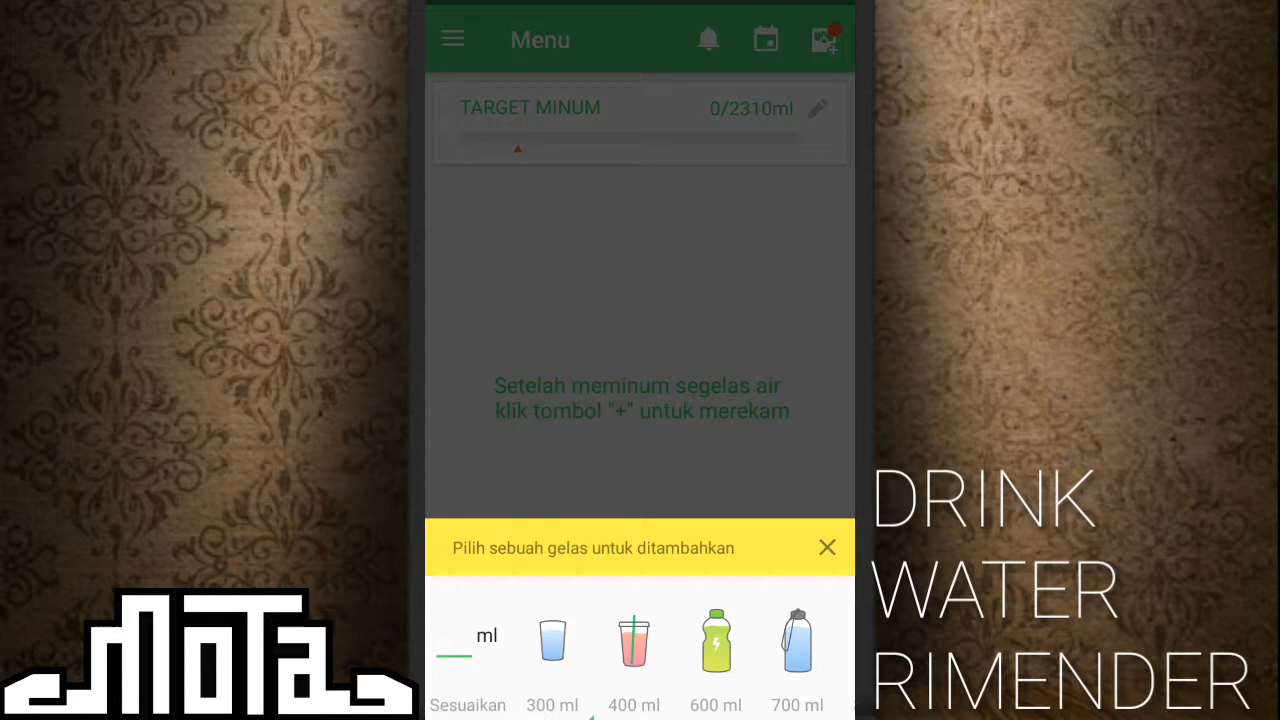 Menu
TARGET MINUM
0/2310ml
Setelah meminum segelas air
klik tombol "+" untuk merekam
Pilih sebuah gelas untuk ditambahkan
ml
Sesuaikan
300 ml
400 ml
600 ml
700 ml
NOTa
DRINK
WATER
RIMENDER